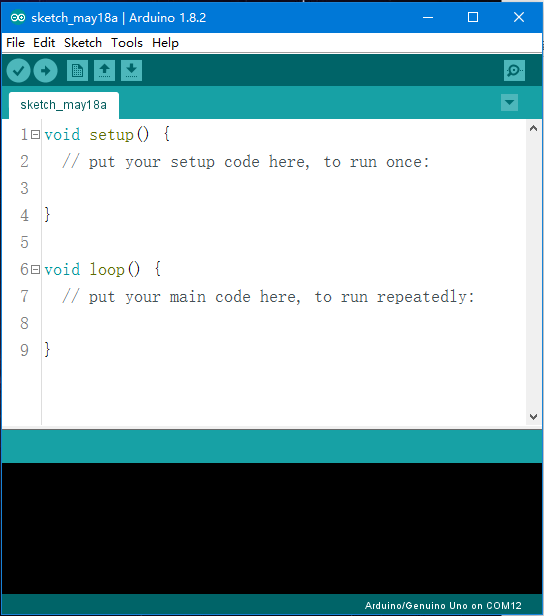 sketch_may18a | Arduino 1.8.2
File Edit Sketch Tools Help
sketch_may18a
1 void setup() {
2 // put your setup code here, to run once:
3
4 }
5
6 void loop() {
7 // put your main code here, to run repeatedly:
8
9 }
Arduino/Genuino Uno on COM12